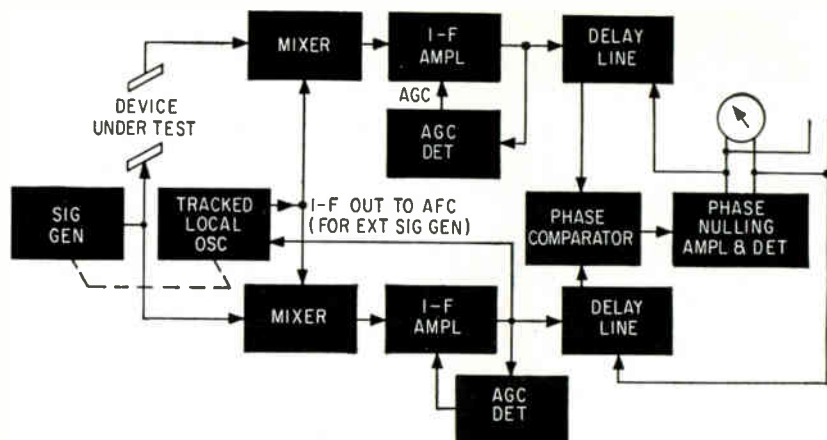 MIXER
I-F
AMPL
DELAY
LINE
AGC
DEVICE
UNDER TEST
AGC
DET
SIG
GEN
TRACKED
LOCAL
OSC
I-F OUT TO AFC
(FOR EXT SIG GEN)
PHASE
COMPARATOR
PHASE
NULLING
AMPL & DET
MIXER
I-F
AMPL
DELAY
LINE
AGC
DET